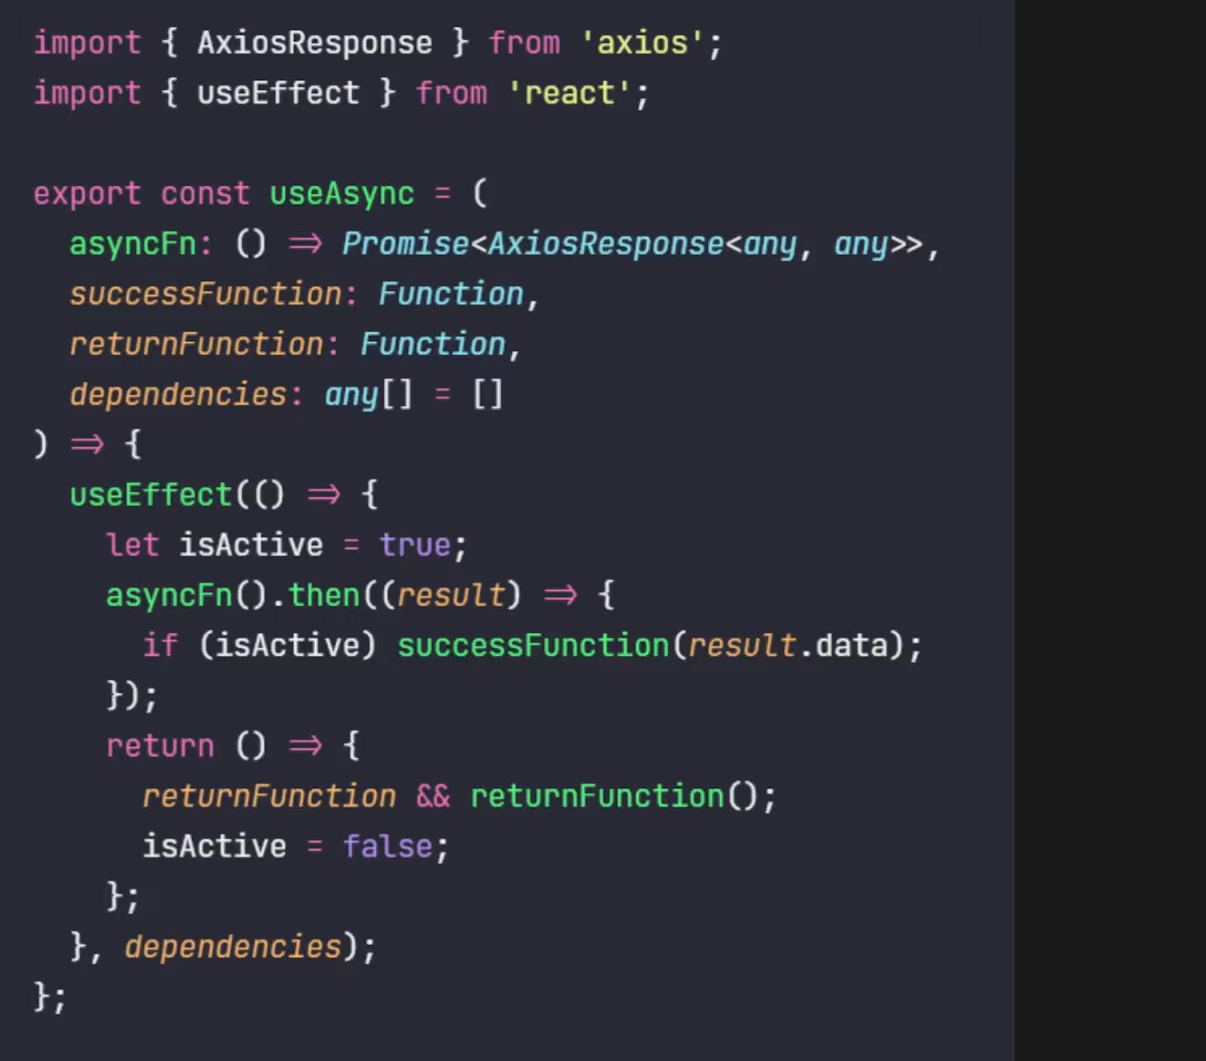 import { AxiosResponse } from 'axios';
import { useEffect } from 'react';

export const useAsync = (
  asyncFn: () => Promise<AxiosResponse<any, any>>,
  successFunction: Function,
  returnFunction: Function,
  dependencies: any[] = []
) => {
  useEffect(() => {
    let isActive = true;
    asyncFn().then((result) => {
      if (isActive) successFunction(result.data);
    });
    return () => {
      returnFunction && returnFunction();
      isActive = false;
    };
  }, dependencies);
};